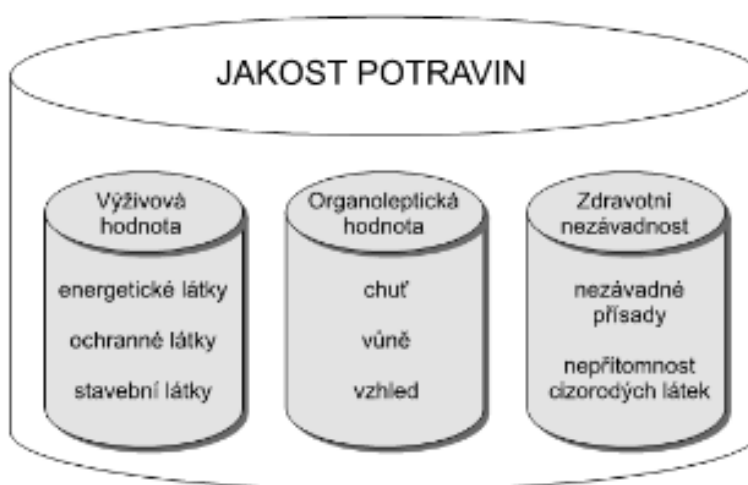 JAKOST POTRAVIN
Výživová
hodnota
energetické látky
ochranné látky
stavební látky
Organoleptická
hodnota
chuť
vůně
vzhled
Zdravotní
nezávadnost
nezávadné
přísady
nepřítomnost
cizorodých látek